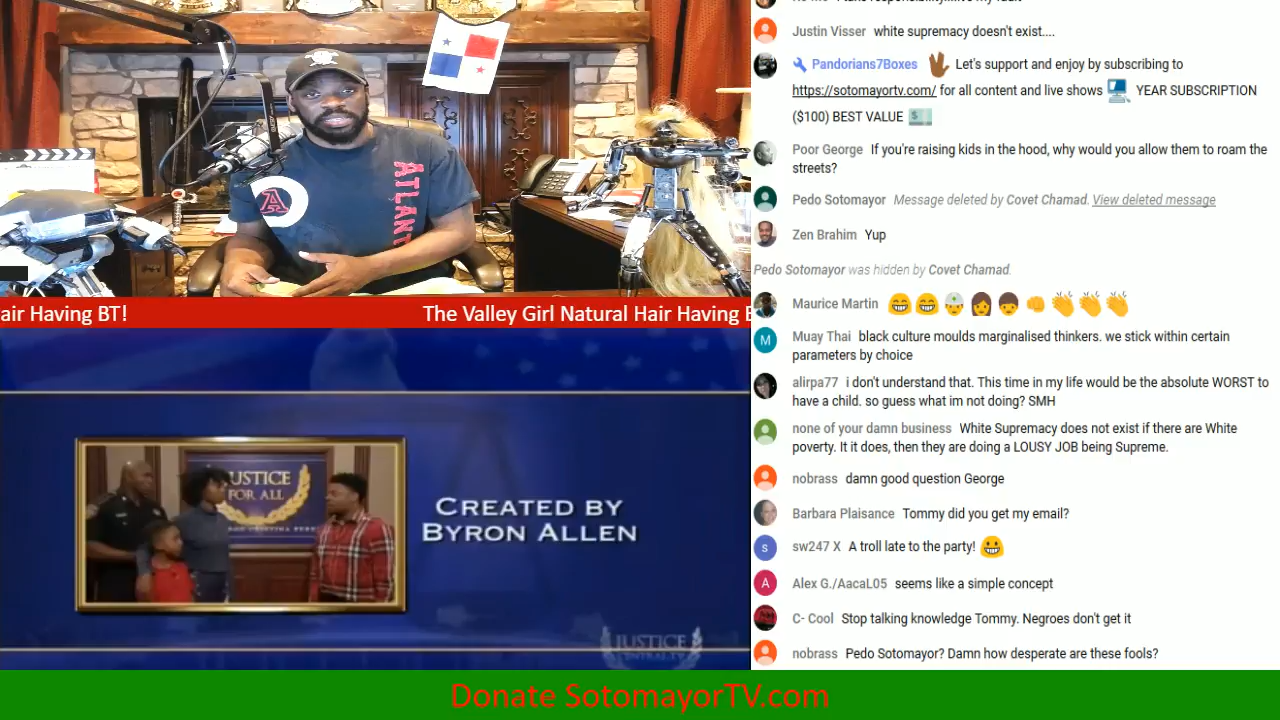 ATLANT
A
air Having BT!
The Valley Girl Natural Hair Having B
JUSTICE
FOR ALL
CREATED BY
BYRON ALLEN
JUSTICE
CENTRAL.TV
Justin Visser white supremacy doesn't exist....
Pandorians7Boxes Let's support and enjoy by subscribing to
https://sotomayortv.com/ for all content and live shows YEAR SUBSCRIPTION
($100) BEST VALUE
Poor George If you're raising kids in the hood, why would you allow them to roam the
streets?
Pedo Sotomayor Message deleted by Covet Chamad. View deleted message
Zen Brahim Yup
Pedo Sotomayor was hidden by Covet Chamad.
Maurice Martin
M
Muay Thai black culture moulds marginalised thinkers. we stick within certain
parameters by choice
alirpa77 i don't understand that. This time in my life would be the absolute WORST to
have a child. so guess what im not doing? SMH
none of your damn business White Supremacy does not exist if there are White
poverty. It it does, then they are doing a LOUSY JOB being Supreme.
nobrass damn good question George
Barbara Plaisance Tommy did you get my email?
s
sw247 X A troll late to the party!
A
Alex G./AacaL05 seems like a simple concept
C- Cool Stop talking knowledge Tommy. Negroes don't get it
nobrass Pedo Sotomayor? Damn how desperate are these fools?
Donate SotomayorTV.com